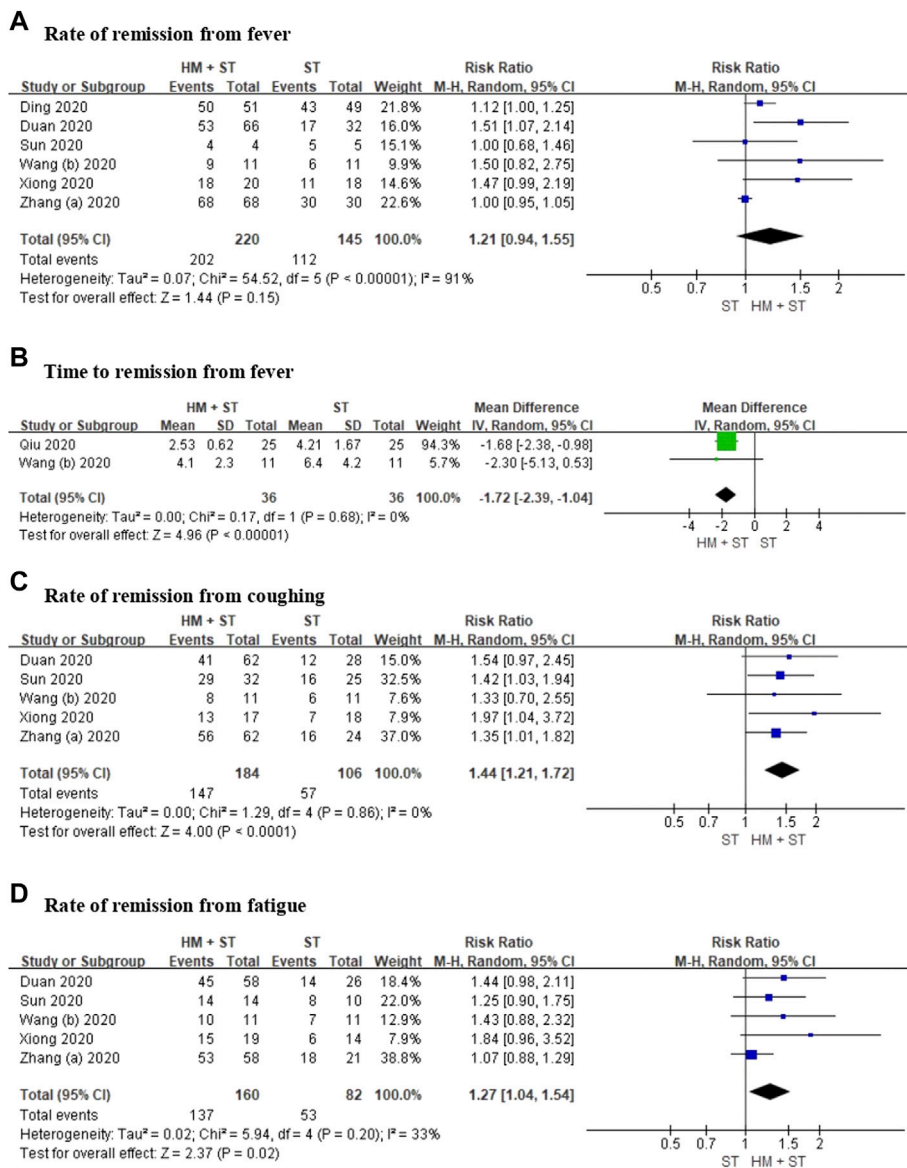 A Rate of remission from fever
HM + ST ST Risk Ratio Risk Ratio
Study or Subgroup Events Total Events Total Weight M-H, Random, 95% CI M-H, Random, 95% CI
Ding 2020 50 51 43 49 21.8% 1.12 [1.00, 1.25]
Duan 2020 53 66 17 32 16.0% 1.51 [1.07, 2.14]
Sun 2020 4 4 5 5 15.1% 1.00 [0.68, 1.46]
Wang (b) 2020 9 11 6 11 9.9% 1.50 [0.82, 2.75]
Xiong 2020 18 20 11 18 14.6% 1.47 [0.99, 2.19]
Zhang (a) 2020 68 68 30 30 22.6% 1.00 [0.95, 1.05]
Total (95% CI) 220 145 100.0% 1.21 [0.94, 1.55]
Total events 202 112
Heterogeneity: Tau² = 0.07; Chi² = 54.52, df = 5 (P < 0.00001); I² = 91%
Test for overall effect: Z = 1.44 (P = 0.15)
0.5 0.7 1 1.5 2
ST HM + ST
B Time to remission from fever
HM + ST ST Mean Difference Mean Difference
Study or Subgroup Mean SD Total Mean SD Total Weight IV, Random, 95% CI IV, Random, 95% CI
Qiu 2020 2.53 0.62 25 4.21 1.67 25 94.3% -1.68 [-2.38, -0.98]
Wang (b) 2020 4.1 2.3 11 6.4 4.2 11 5.7% -2.30 [-5.13, 0.53]
Total (95% CI) 36 36 100.0% -1.72 [-2.39, -1.04]
Heterogeneity: Tau² = 0.00; Chi² = 0.17, df = 1 (P = 0.68); I² = 0%
Test for overall effect: Z = 4.96 (P < 0.00001)
-4 -2 0 2 4
HM + ST ST
C Rate of remission from coughing
HM + ST ST Risk Ratio Risk Ratio
Study or Subgroup Events Total Events Total Weight M-H, Random, 95% CI M-H, Random, 95% CI
Duan 2020 41 62 12 28 15.0% 1.54 [0.97, 2.45]
Sun 2020 29 32 16 25 32.5% 1.42 [1.03, 1.94]
Wang (b) 2020 8 11 6 11 7.6% 1.33 [0.70, 2.55]
Xiong 2020 13 17 7 18 7.9% 1.97 [1.04, 3.72]
Zhang (a) 2020 56 62 16 24 37.0% 1.35 [1.01, 1.82]
Total (95% CI) 184 106 100.0% 1.44 [1.21, 1.72]
Total events 147 57
Heterogeneity: Tau² = 0.00; Chi² = 1.29, df = 4 (P = 0.86); I² = 0%
Test for overall effect: Z = 4.00 (P < 0.0001)
0.5 0.7 1 1.5 2
ST HM + ST
D Rate of remission from fatigue
HM + ST ST Risk Ratio Risk Ratio
Study or Subgroup Events Total Events Total Weight M-H, Random, 95% CI M-H, Random, 95% CI
Duan 2020 45 58 14 26 18.4% 1.44 [0.98, 2.11]
Sun 2020 14 14 8 10 22.0% 1.25 [0.90, 1.75]
Wang (b) 2020 10 11 7 11 12.9% 1.43 [0.88, 2.32]
Xiong 2020 15 19 6 14 7.9% 1.84 [0.96, 3.52]
Zhang (a) 2020 53 58 18 21 38.8% 1.07 [0.88, 1.29]
Total (95% CI) 160 82 100.0% 1.27 [1.04, 1.54]
Total events 137 53
Heterogeneity: Tau² = 0.02; Chi² = 5.94, df = 4 (P = 0.20); I² = 33%
Test for overall effect: Z = 2.37 (P = 0.02)
0.5 0.7 1 1.5 2
ST HM + ST